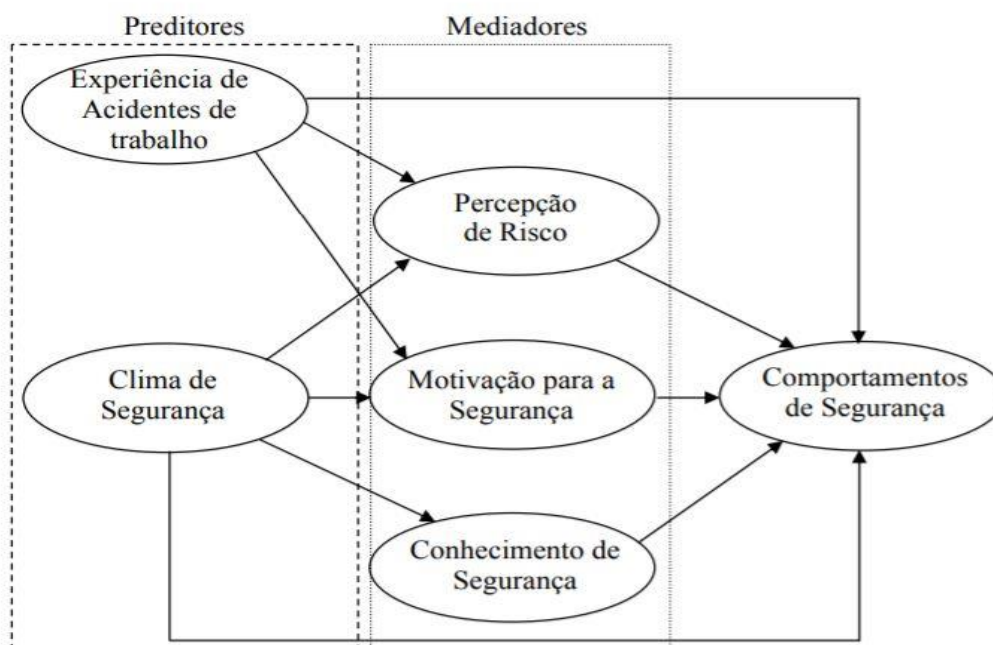 Preditores
Mediadores
Experiência de
Acidentes de
trabalho
Percepção
de Risco
Clima de
Segurança
Motivação para a
Segurança
Comportamentos
de Segurança
Conhecimento de
Segurança